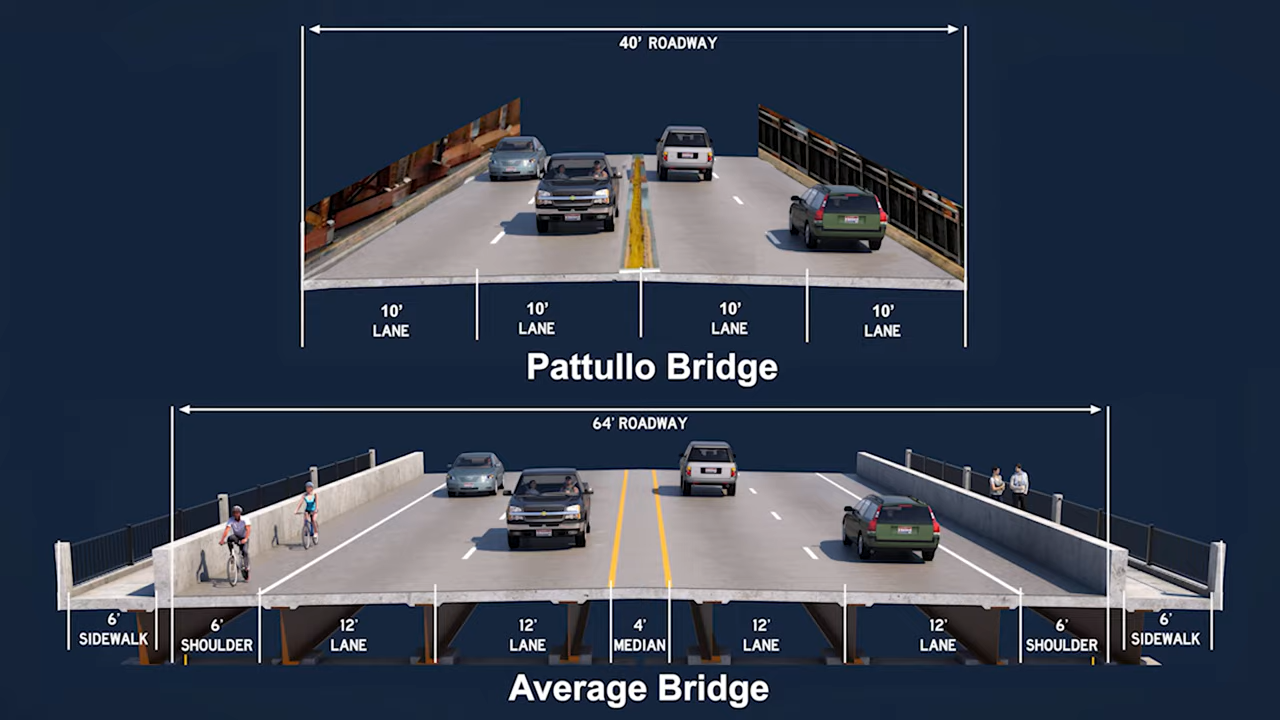 40' ROADWAY
10'
LANE
10'
LANE
10'
LANE
10'
LANE
Pattullo Bridge
64' ROADWAY
6'
SIDEWALK
6'
SHOULDER
12'
LANE
12'
LANE
4'
MEDIAN
12'
LANE
12'
LANE
6'
SHOULDER
6'
SIDEWALK
Average Bridge